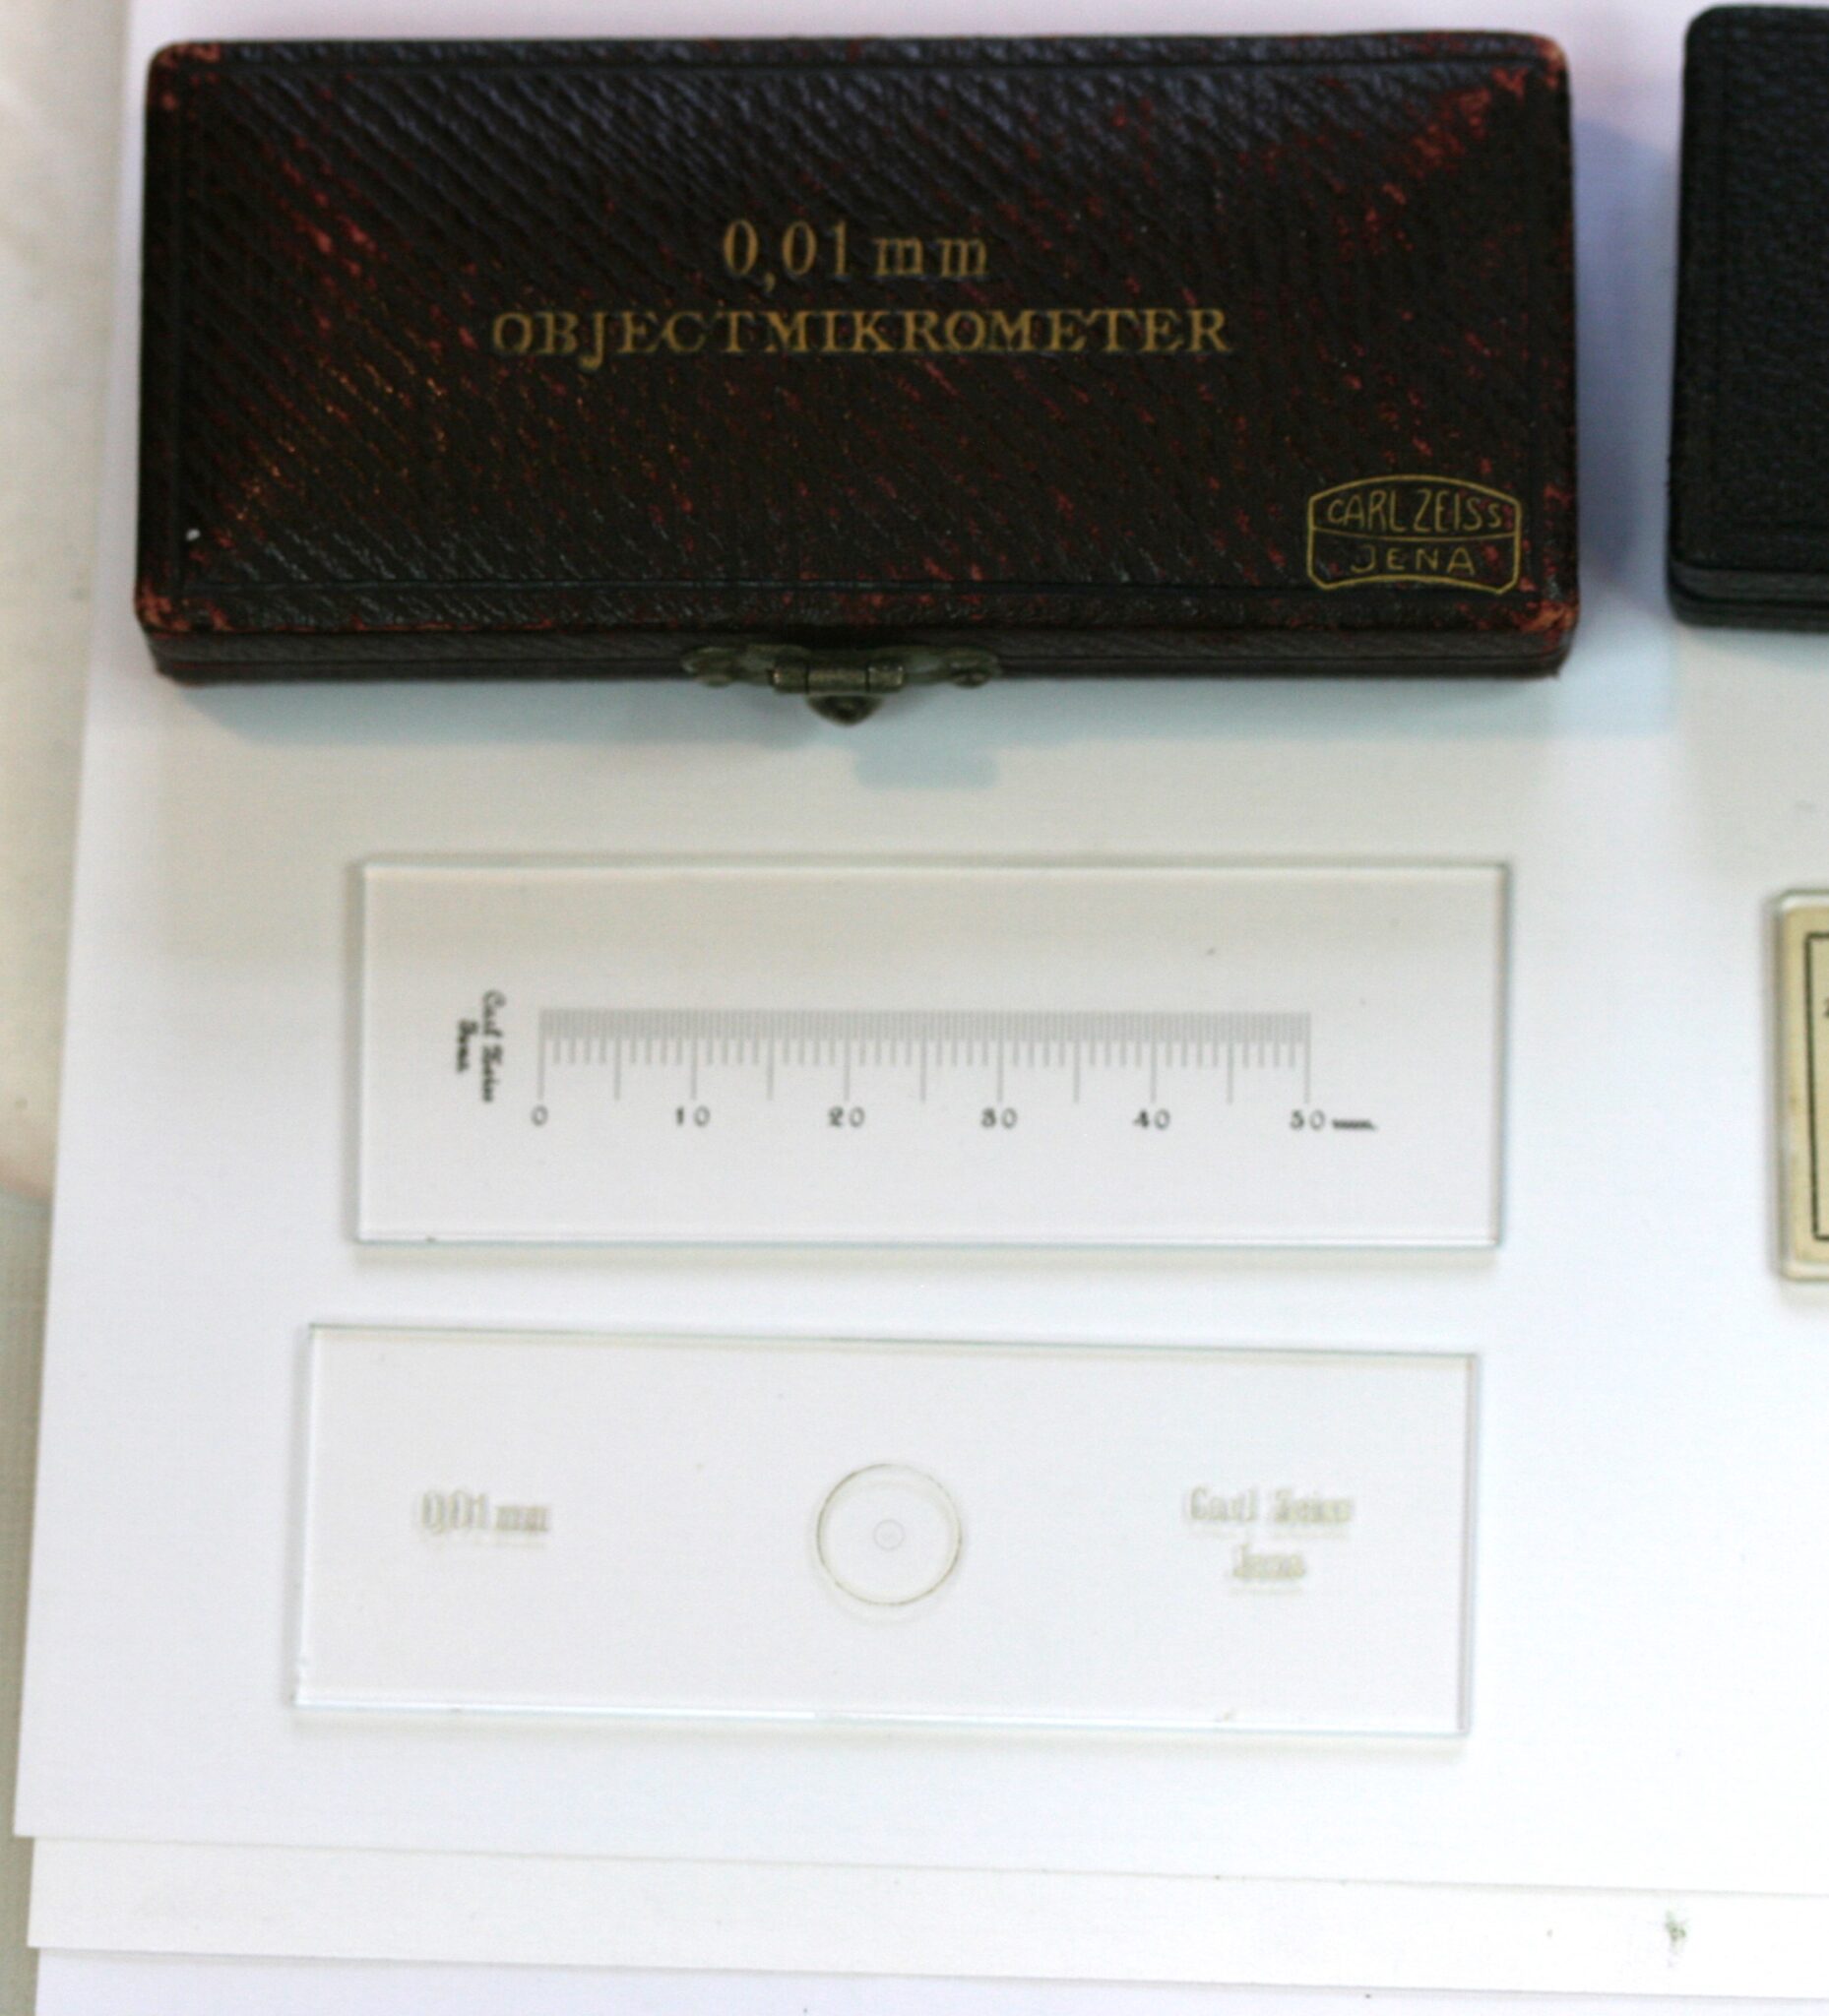 0,01 mm
OBJECTMIKROMETER
CARL ZEISS
JENA
Carl Zeiss
Jena
0 10 20 30 40 50 mm.
0,01 mm
Carl Zeiss
Jena